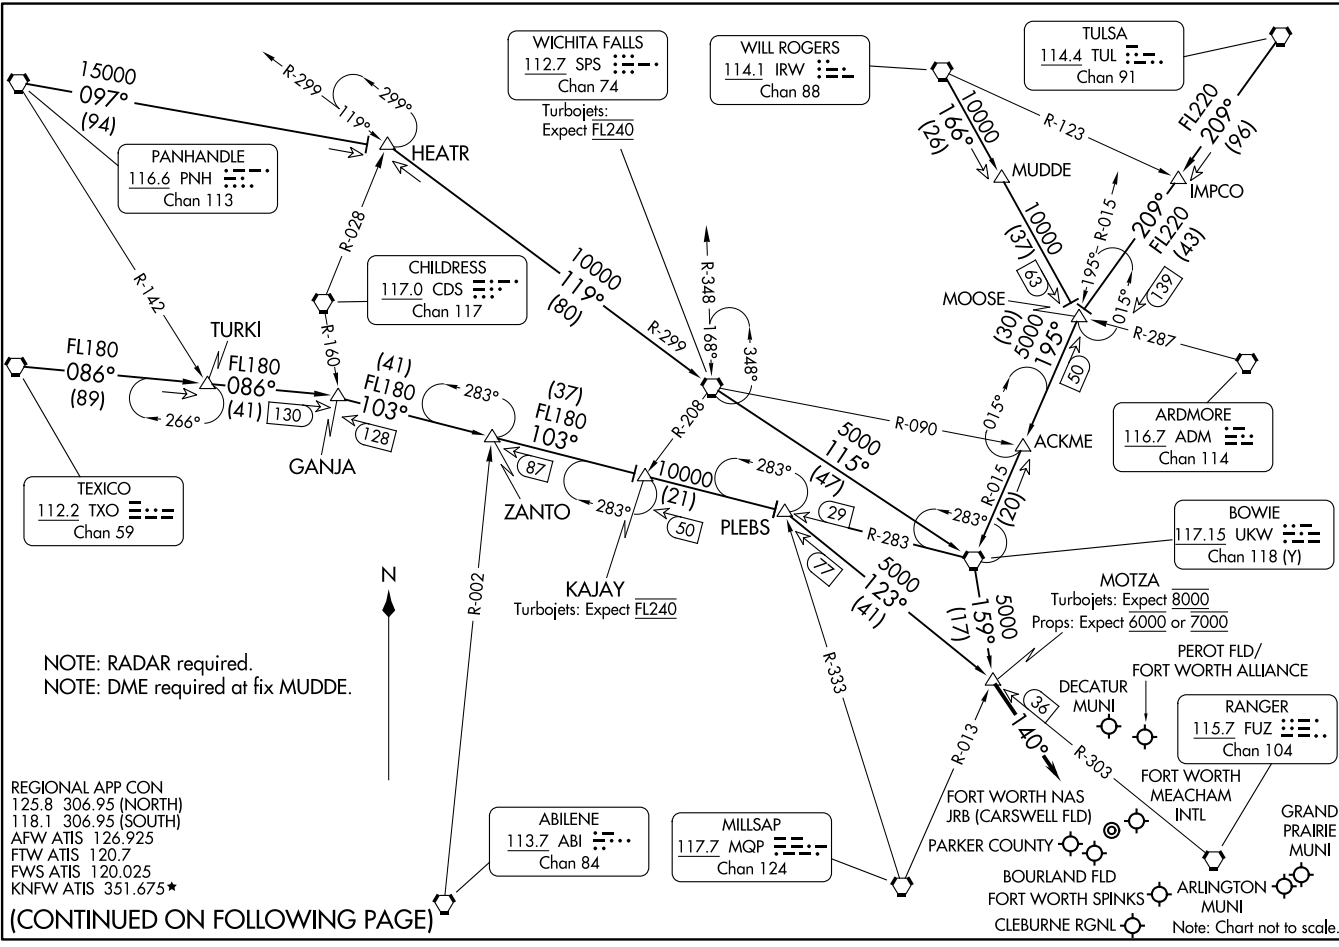 15000
097°
(94)
PANHANDLE
116.6 PNH
Chan 113
R-299
119°
299°
HEATR
WICHITA FALLS
112.7 SPS
Chan 74
Turbojets:
Expect FL240
WILL ROGERS
114.1 IRW
Chan 88
TULSA
114.4 TUL
Chan 91
10000
166°
(26)
R-123
FL220
209°
(96)
MUDDE
IMPCO
R-028
R-142
CHILDRESS
117.0 CDS
Chan 117
10000
119°
(80)
R-299
R-348
168°
348°
10000
(37)
63
195°
R-015
015°
209°
FL220
(43)
139
MOOSE
R-287
(30)
5000
195°
50
TURKI
R-160
FL180
086°
(89)
266°
FL180
086°
(41)
130
GANJA
(41)
FL180
103°
128
283°
(37)
FL180
103°
87
ZANTO
R-208
R-090
015°
ACKME
ARDMORE
116.7 ADM
Chan 114
TEXICO
112.2 TXO
Chan 59
283°
10000
(21)
50
KAJAY
Turbojets: Expect FL240
283°
PLEBS
5000
115°
(47)
29
R-283
283°
R-015
(20)
BOWIE
117.15 UKW
Chan 118 (Y)
77
5000
123°
(41)
5000
159°
(17)
MOTZA
Turbojets: Expect 8000
Props: Expect 6000 or 7000
N
R-002
R-333
R-013
NOTE: RADAR required.
NOTE: DME required at fix MUDDE.
PEROT FLD/
FORT WORTH ALLIANCE
DECATUR
MUNI
36
140°
R-303
RANGER
115.7 FUZ
Chan 104
FORT WORTH
MEACHAM
INTL
FORT WORTH NAS
JRB (CARSWELL FLD)
PARKER COUNTY
BOURLAND FLD
FORT WORTH SPINKS
CLEBURNE RGNL
ARLINGTON
MUNI
GRAND
PRAIRIE
MUNI
Note: Chart not to scale.
ABILENE
113.7 ABI
Chan 84
MILLSAP
117.7 MQP
Chan 124
REGIONAL APP CON
125.8 306.95 (NORTH)
118.1 306.95 (SOUTH)
AFW ATIS 126.925
FTW ATIS 120.7
FWS ATIS 120.025
KNFW ATIS 351.675★
(CONTINUED ON FOLLOWING PAGE)